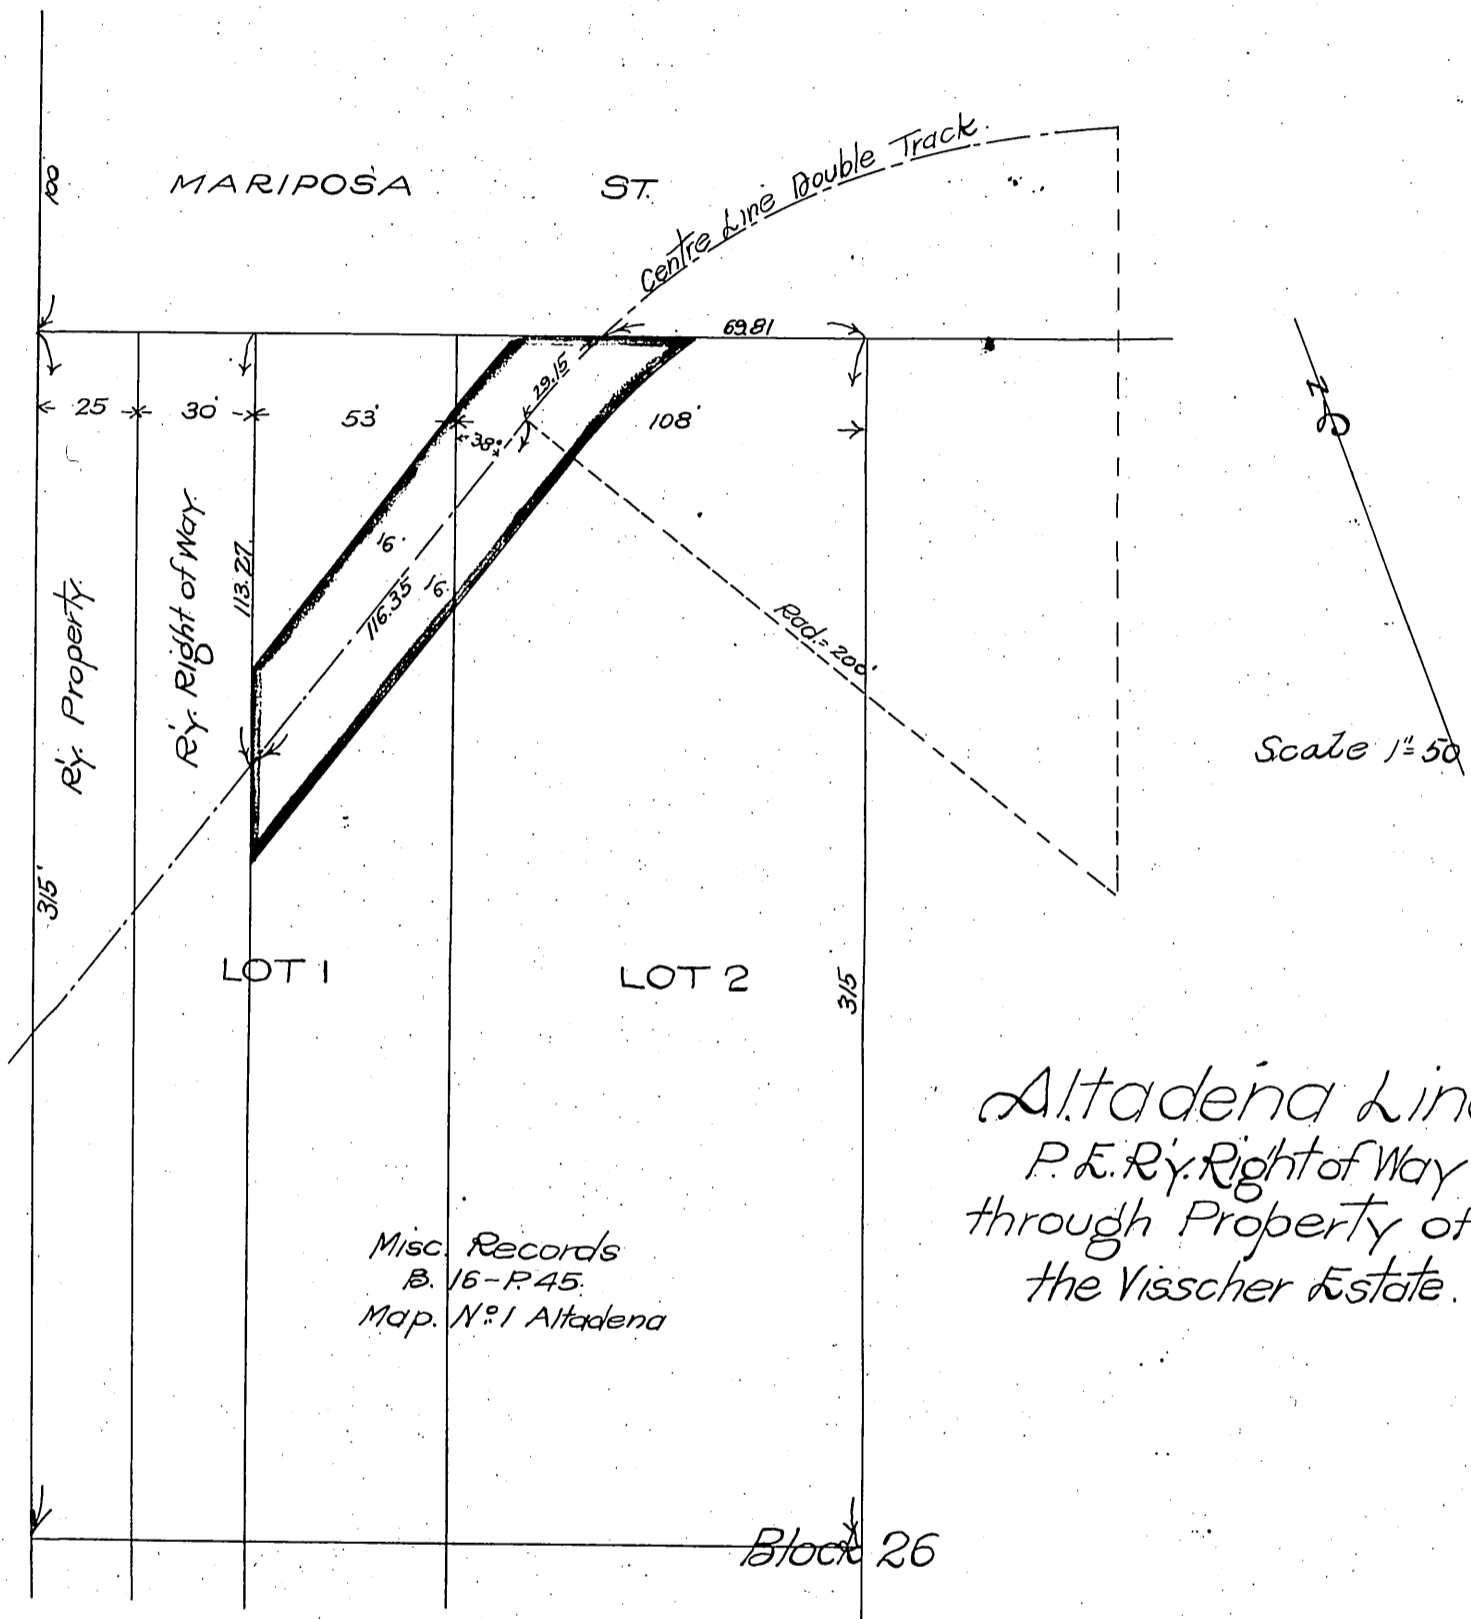 100
MARIPOSA ST.
Centre Line Double Track.
69.81
29.15
25 30' 53' 108'
38°
16'
113.27
116.35
16'
R'y. Property.
R'y. Right of Way.
Rad. = 200'
Scale 1"=50
315'
LOT 1
LOT 2
315
Altadena Lin
P. E. R'y. Right of Way
through Property of
the Visscher Estate.
Misc. Records
B. 16-P. 45.
Map. No. 1 Altadena
Block 26